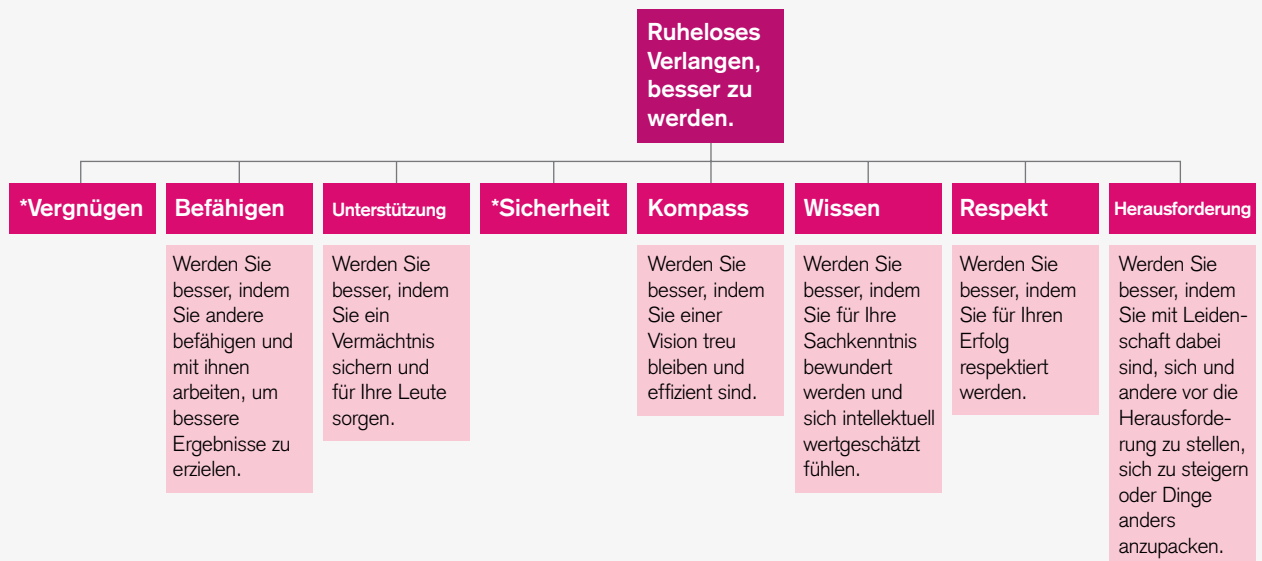 Ruheloses
Verlangen,
besser zu
werden.
*Vergnügen
Befähigen
Unterstützung
*Sicherheit
Kompass
Wissen
Respekt
Herausforderung
Werden Sie
besser, indem
Sie andere
befähigen und
mit ihnen
arbeiten, um
bessere
Ergebnisse zu
erzielen.
Werden Sie
besser, indem
Sie ein
Vermächtnis
sichern und
für Ihre Leute
sorgen.
Werden Sie
besser, indem
Sie einer
Vision treu
bleiben und
effizient sind.
Werden Sie
besser, indem
Sie für Ihre
Sachkenntnis
bewundert
werden und
sich intellektuell
wertgeschätzt
fühlen.
Werden Sie
besser, indem
Sie für Ihren
Erfolg
respektiert
werden.
Werden Sie
besser, indem
Sie mit Leiden-
schaft dabei
sind, sich und
andere vor die
Herausforde-
rung zu stellen,
sich zu steigern
oder Dinge
anders
anzupacken.